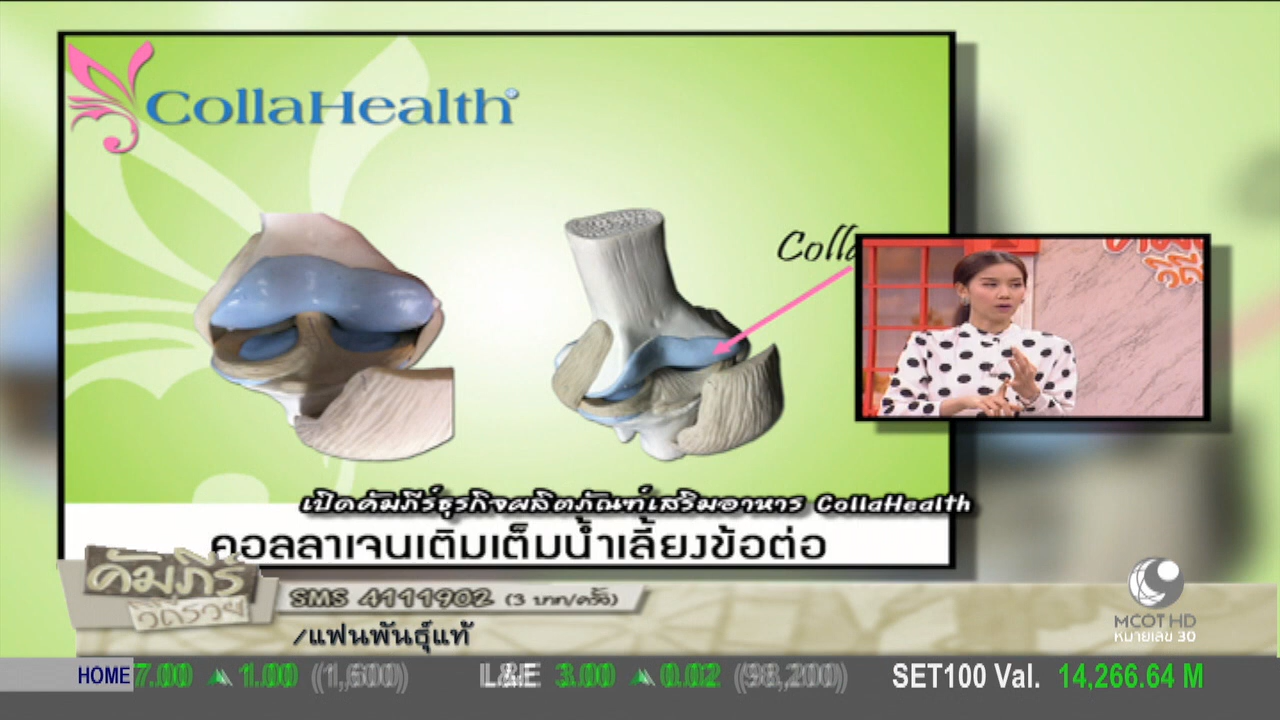 CollaHealth®
Colla
เปิดคัมภีร์ธุรกิจผลิตภัณฑ์เสริมอาหาร CollaHealth
คอลลาเจนเติมเต็มน้ำเลี้ยงข้อต่อ
คัมภีร์
วิถีรวย
SMS 4111902 (3 บาท/ครั้ง)
/แฟนพันธุ์แท้
MCOT HD
หมายเลข 30
HOME 7.00 1.00 (1,600) L&E 3.00 0.02 (98,200) SET100 Val. 14,266.64 M